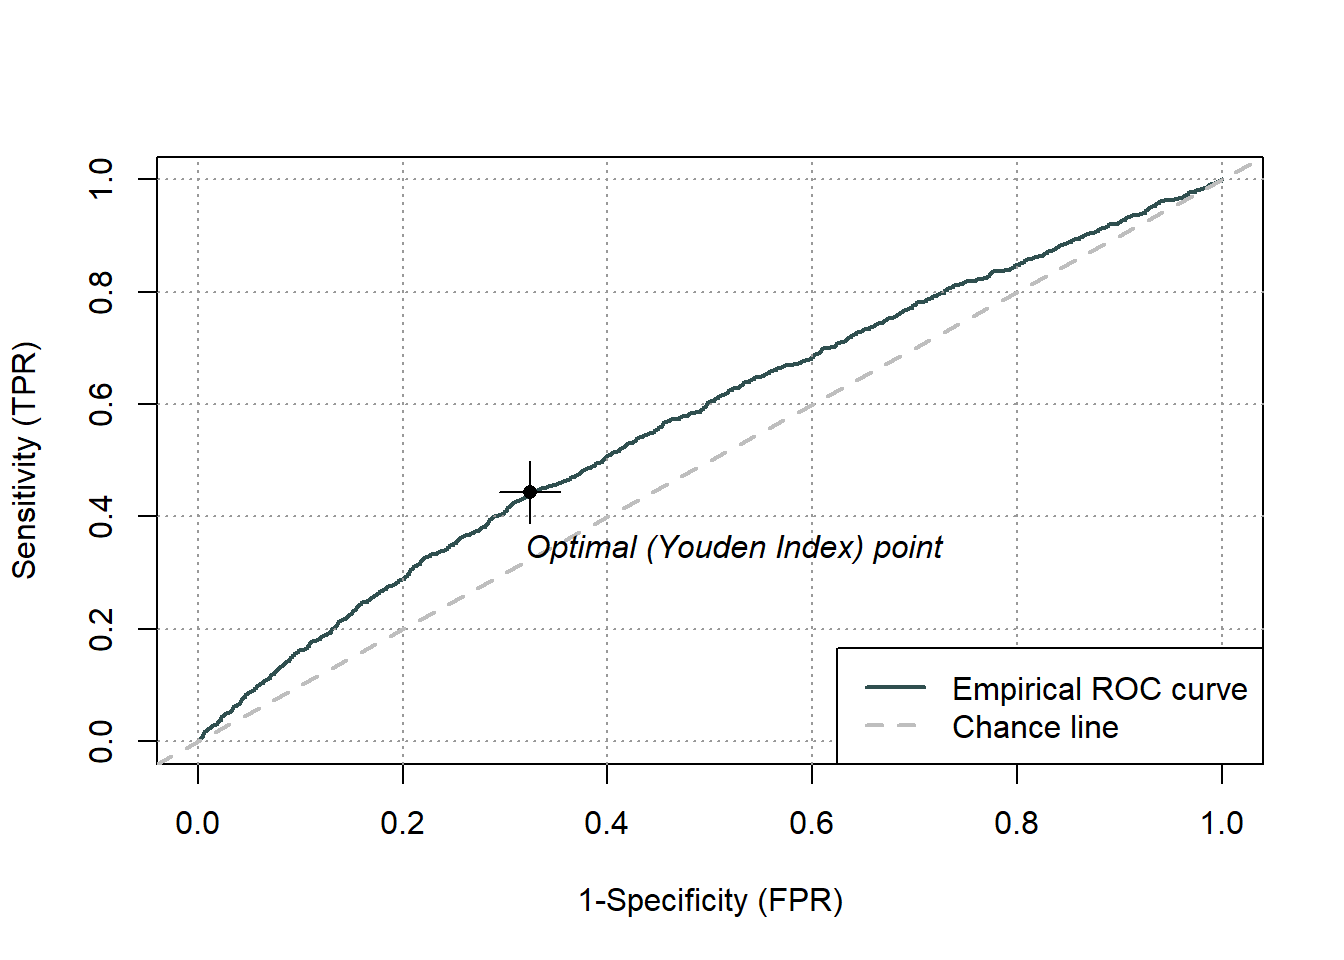 Sensitivity (TPR)
1.0
0.8
0.6
0.4
0.2
0.0
Optimal (Youden Index) point
Empirical ROC curve
Chance line
0.0 0.2 0.4 0.6 0.8 1.0
1-Specificity (FPR)